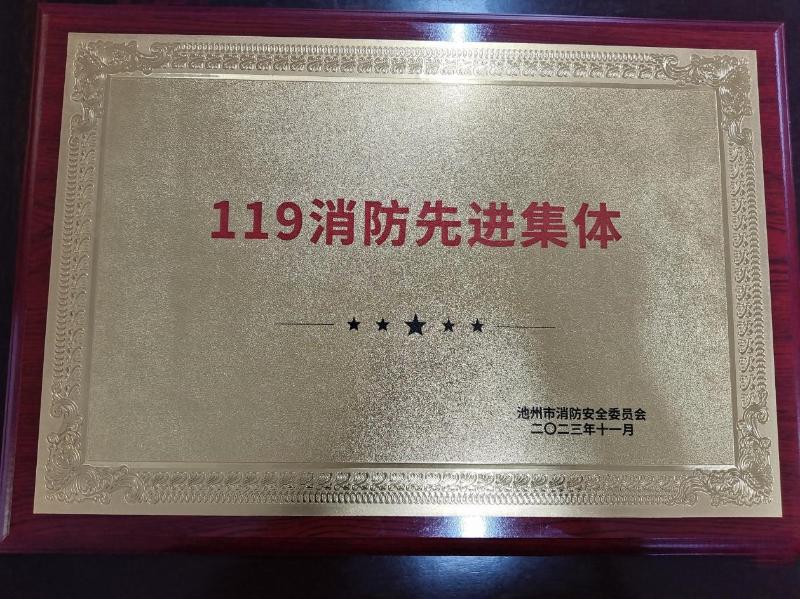 119消防先进集体
池州市消防安全委员会
二〇二三年十一月